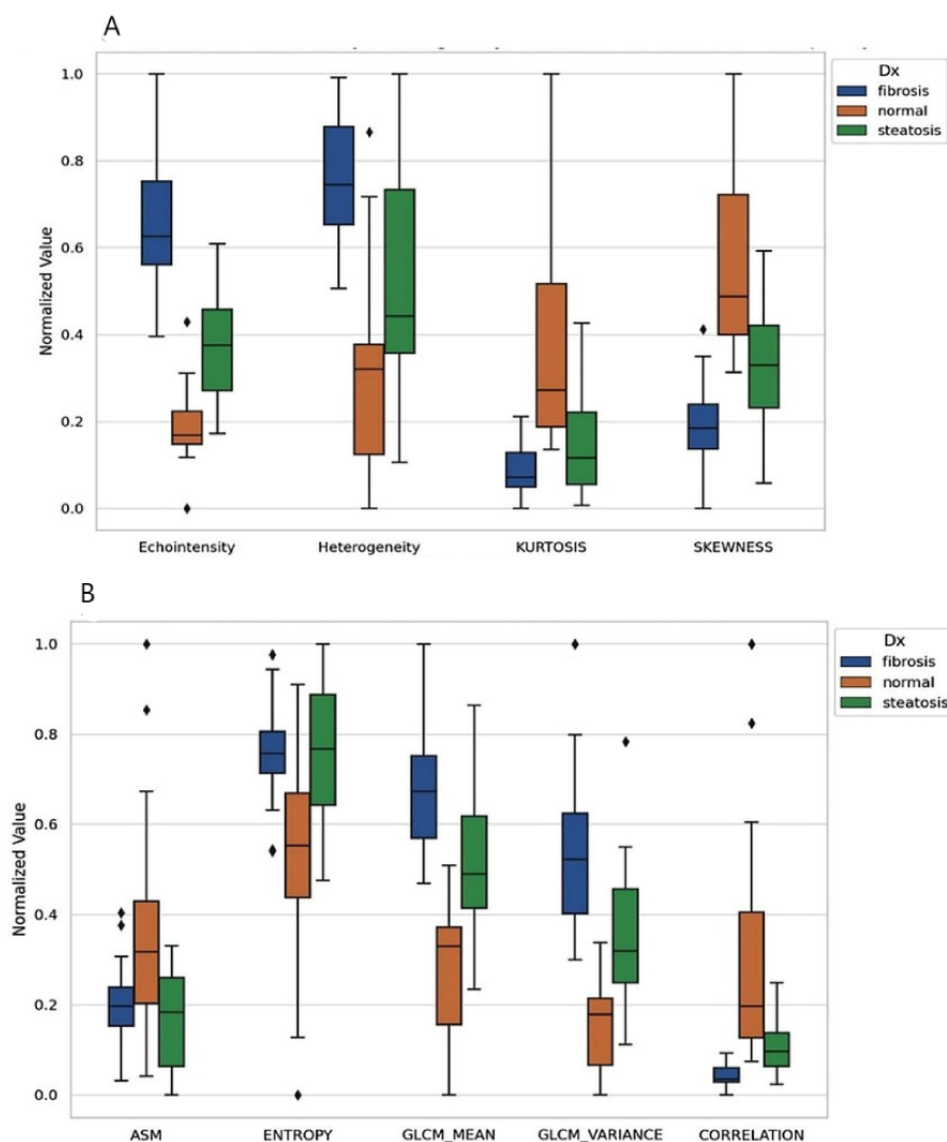 A
Dx
fibrosis
normal
steatosis
Normalized Value
1.0
0.8
0.6
0.4
0.2
0.0
Echointensity
Heterogeneity
KURTOSIS
SKEWNESS
B
Dx
fibrosis
normal
steatosis
Normalized Value
1.0
0.8
0.6
0.4
0.2
0.0
ASM
ENTROPY
GLCM_MEAN
GLCM_VARIANCE
CORRELATION